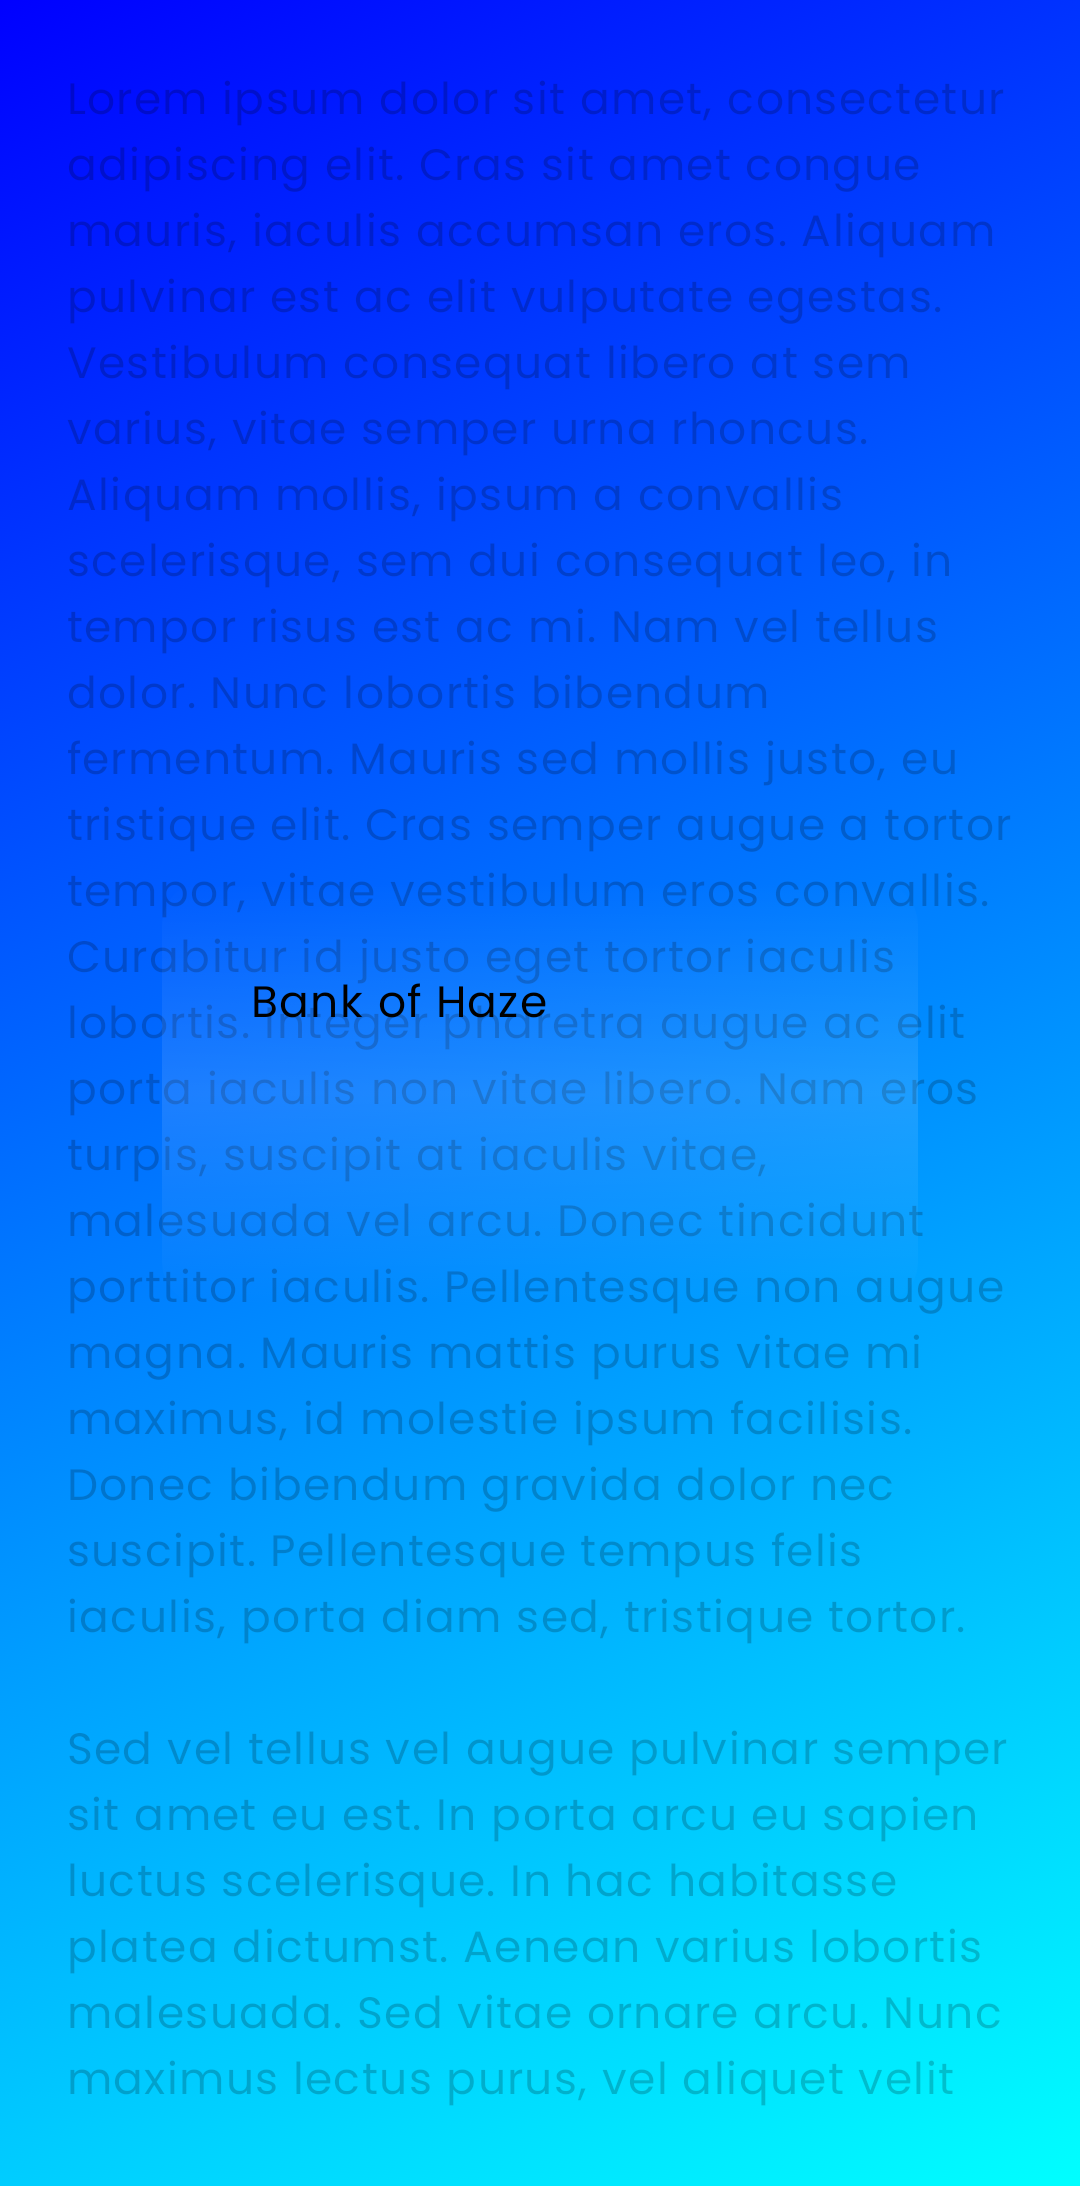 Lorem ipsum dolor sit amet, consectetur
adipiscing elit. Cras sit amet congue
mauris, iaculis accumsan eros. Aliquam
pulvinar est ac elit vulputate egestas.
Vestibulum consequat libero at sem
varius, vitae semper urna rhoncus.
Aliquam mollis, ipsum a convallis
scelerisque, sem dui consequat leo, in
tempor risus est ac mi. Nam vel tellus
dolor. Nunc lobortis bibendum
fermentum. Mauris sed mollis justo, eu
tristique elit. Cras semper augue a tortor
tempor, vitae vestibulum eros convallis.
Curabitur id justo eget tortor iaculis
Bank of Haze
lobortis. Integer pharetra augue ac elit
porta iaculis non vitae libero. Nam eros
turpis, suscipit at iaculis vitae,
malesuada vel arcu. Donec tincidunt
porttitor iaculis. Pellentesque non augue
magna. Mauris mattis purus vitae mi
maximus, id molestie ipsum facilisis.
Donec bibendum gravida dolor nec
suscipit. Pellentesque tempus felis
iaculis, porta diam sed, tristique tortor.
Sed vel tellus vel augue pulvinar semper
sit amet eu est. In porta arcu eu sapien
luctus scelerisque. In hac habitasse
platea dictumst. Aenean varius lobortis
malesuada. Sed vitae ornare arcu. Nunc
maximus lectus purus, vel aliquet velit